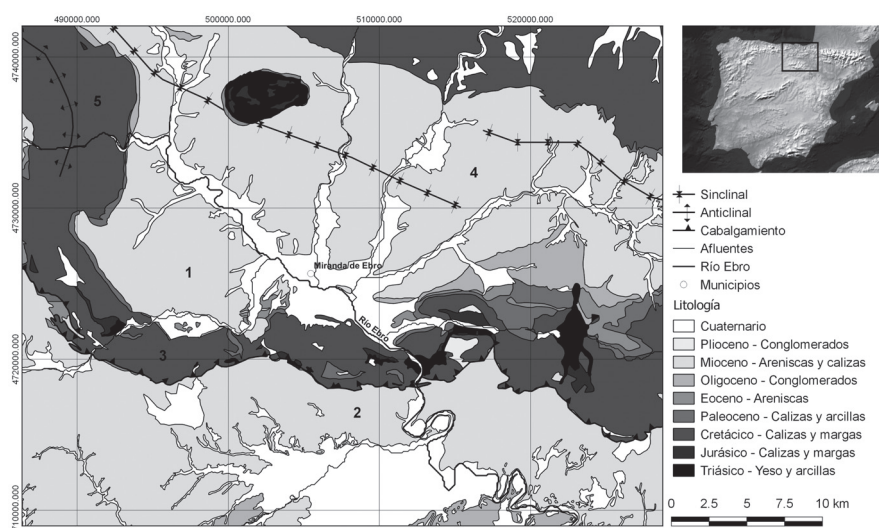 490000.000
500000.000
510000.000
520000.000
4740000.000
4730000.000
4720000.000
5
4
1
Miranda de Ebro
Río Ebro
3
2
Sinclinal
Anticlinal
Cabalgamiento
Afluentes
Río Ebro
Municipios
Litología
Cuaternario
Plioceno - Conglomerados
Mioceno - Areniscas y calizas
Oligoceno - Conglomerados
Eoceno - Areniscas
Paleoceno - Calizas y arcillas
Cretácico - Calizas y margas
Jurásico - Calizas y margas
Triásico - Yeso y arcillas
0 2.5 5 7.5 10 km